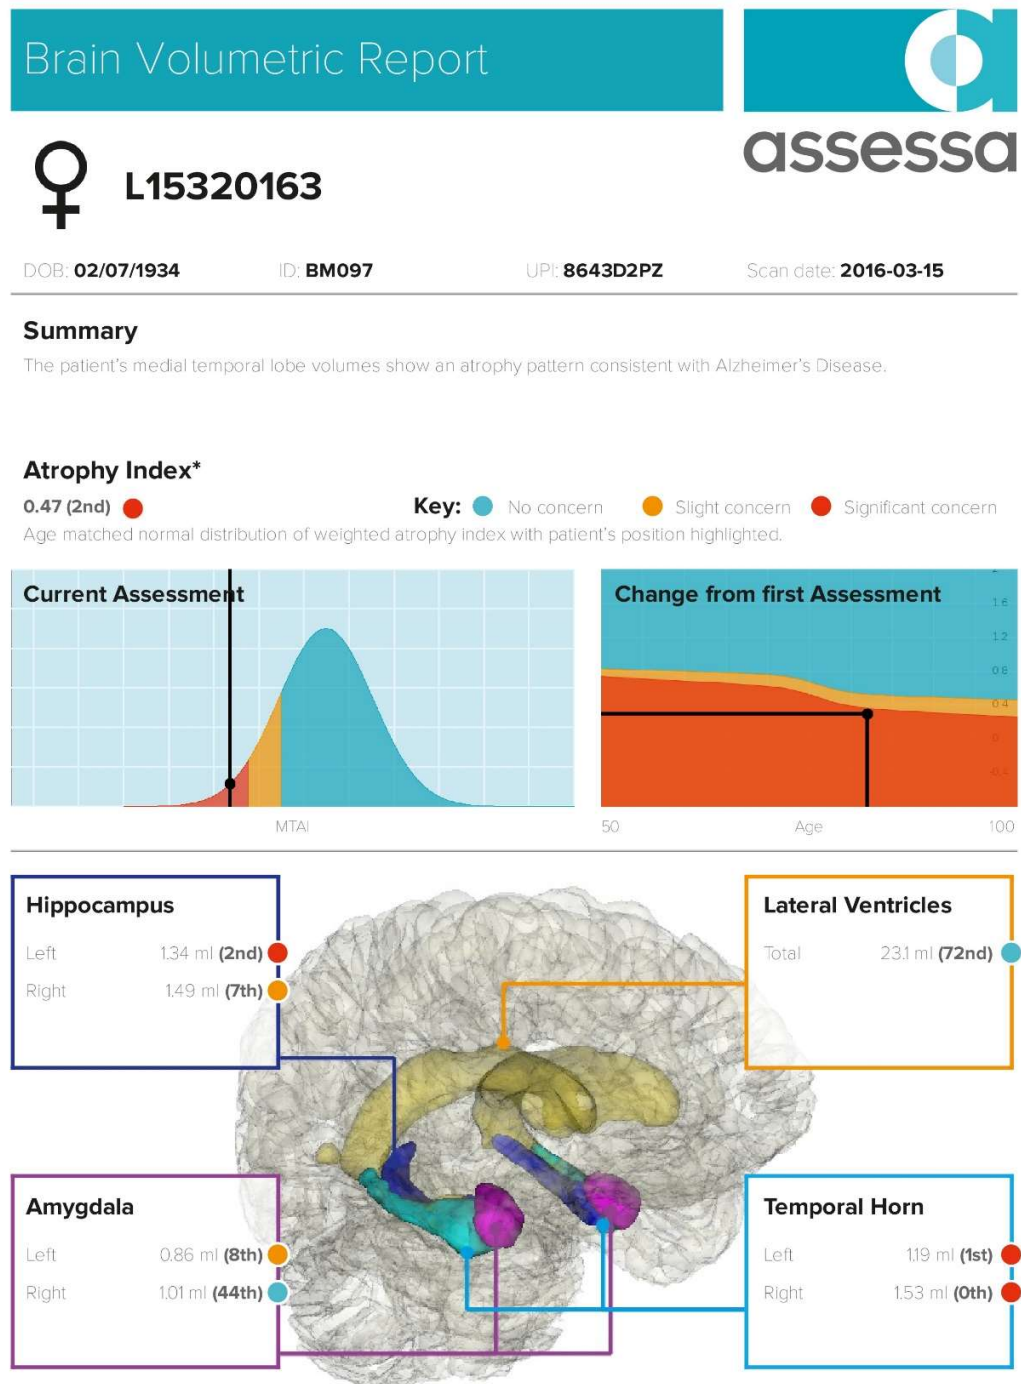 Brain Volumetric Report
assessa
L15320163
DOB: 02/07/1934 ID: BM097 UPI: 8643D2PZ Scan date: 2016-03-15
Summary
The patient's medial temporal lobe volumes show an atrophy pattern consistent with Alzheimer's Disease.
Atrophy Index*
0.47 (2nd) Key: No concern Slight concern Significant concern
Age matched normal distribution of weighted atrophy index with patient's position highlighted.
Current Assessment
MTAI
Change from first Assessment
1.6
1.2
0.8
0.4
0
-0.4
50 Age 100
Hippocampus
Left 1.34 ml (2nd)
Right 1.49 ml (7th)
Lateral Ventricles
Total 23.1 ml (72nd)
Amygdala
Left 0.86 ml (8th)
Right 1.01 ml (44th)
Temporal Horn
Left 1.19 ml (1st)
Right 1.53 ml (0th)